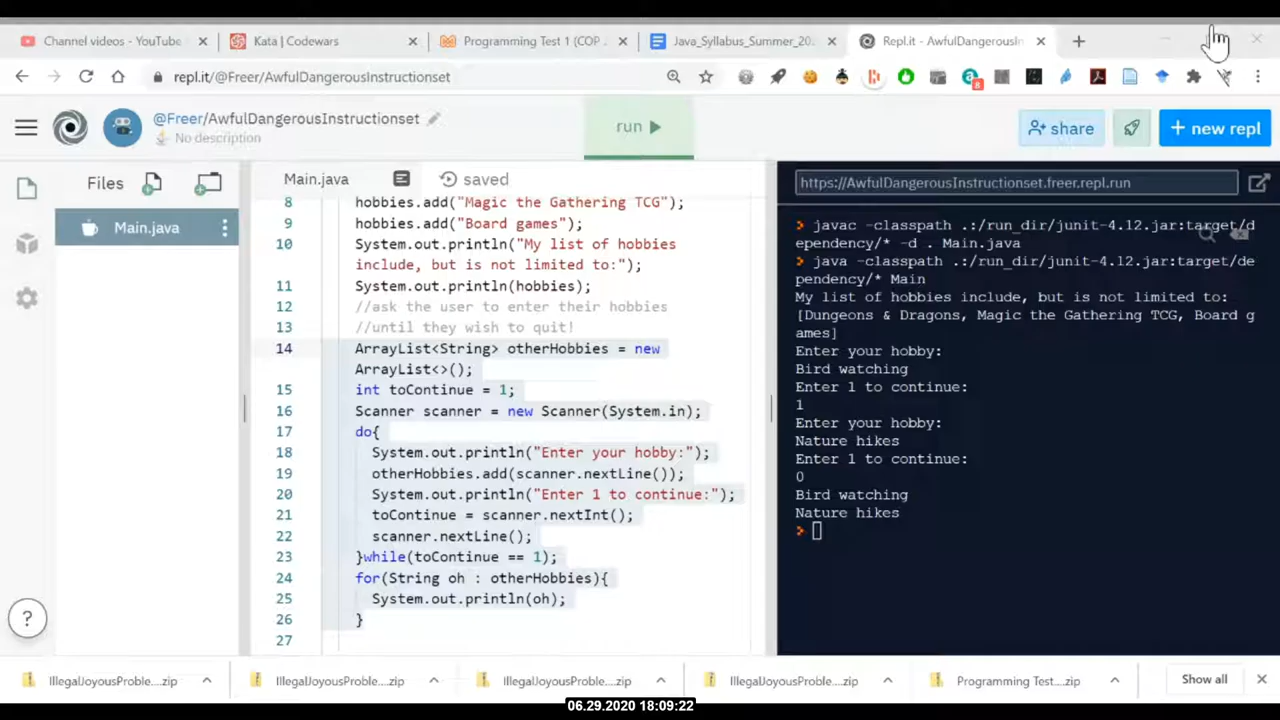 Channel videos - YouTube
Kata | Codewars
Programming Test 1 (COP
Java_Syllabus_Summer_20
Repl.it - AwfulDangerousIn
repl.it/@Freer/AwfulDangerousInstructionset
8
@Freer/AwfulDangerousInstructionset
No description
run
share
+ new repl
Files
Main.java
saved
https://AwfulDangerousInstructionset.freer.repl.run
Main.java
8 hobbies.add("Magic the Gathering TCG");
9 hobbies.add("Board games");
10 System.out.println("My list of hobbies
include, but is not limited to:");
11 System.out.println(hobbies);
12 //ask the user to enter their hobbies
13 //until they wish to quit!
14 ArrayList<String> otherHobbies = new
ArrayList<>();
15 int toContinue = 1;
16 Scanner scanner = new Scanner(System.in);
17 do{
18 System.out.println("Enter your hobby:");
19 otherHobbies.add(scanner.nextLine());
20 System.out.println("Enter 1 to continue:");
21 toContinue = scanner.nextInt();
22 scanner.nextLine();
23 }while(toContinue == 1);
24 for(String oh : otherHobbies){
25 System.out.println(oh);
26 }
27
> javac -classpath .:/run_dir/junit-4.12.jar:target/d
ependency/* -d . Main.java
> java -classpath .:/run_dir/junit-4.12.jar:target/de
pendency/* Main
My list of hobbies include, but is not limited to:
[Dungeons & Dragons, Magic the Gathering TCG, Board g
ames]
Enter your hobby:
Bird watching
Enter 1 to continue:
1
Enter your hobby:
Nature hikes
Enter 1 to continue:
0
Bird watching
Nature hikes
>
?
IllegalJoyousProble....zip
IllegalJoyousProble....zip
IllegalJoyousProble....zip
IllegalJoyousProble....zip
Programming Test....zip
Show all
06.29.2020 18:09:22